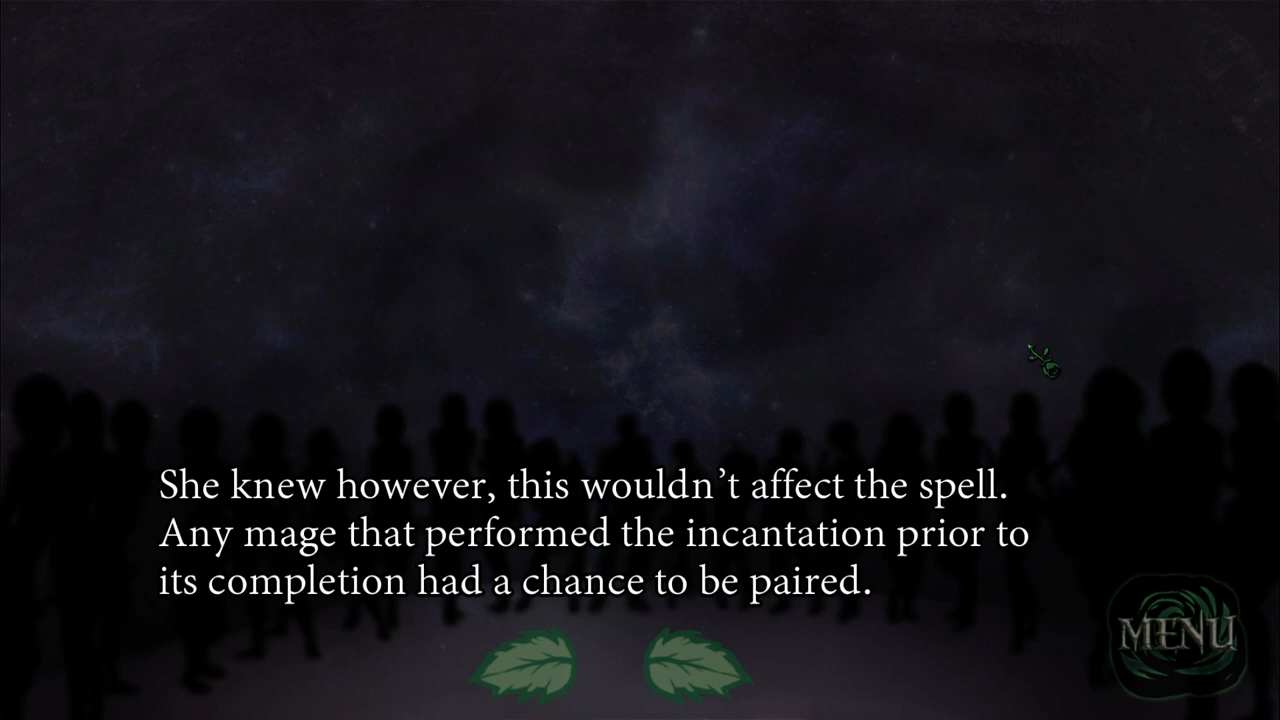 She knew however, this wouldn’t affect the spell.
Any mage that performed the incantation prior to
its completion had a chance to be paired.
MENU